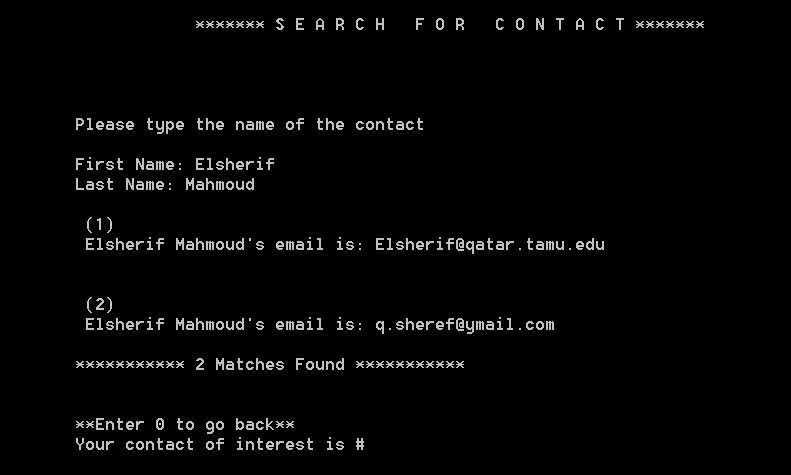 ******* S E A R C H   F O R   C O N T A C T *******
Please type the name of the contact
First Name: Elsherif
Last Name: Mahmoud
(1)
Elsherif Mahmoud's email is: Elsherif@qatar.tamu.edu
(2)
Elsherif Mahmoud's email is: q.sheref@ymail.com
*********** 2 Matches Found ***********
**Enter 0 to go back**
Your contact of interest is #